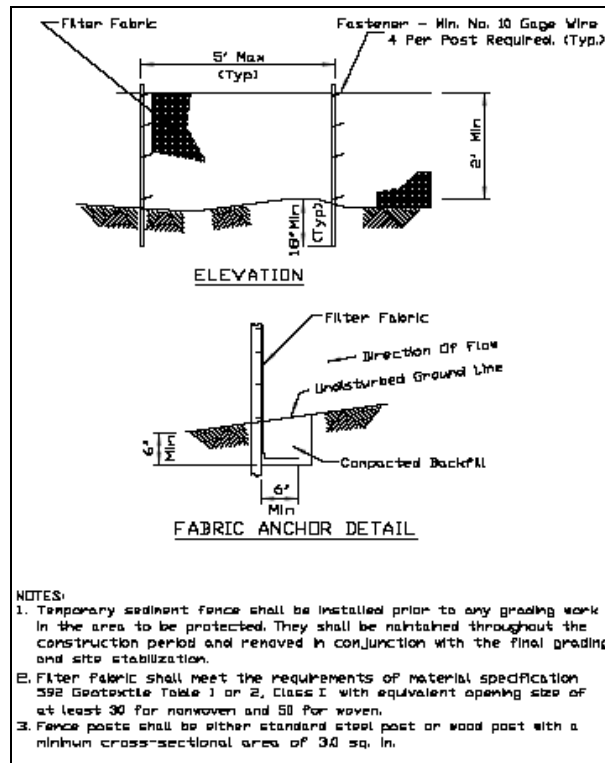 Filter Fabric
Fastener - Min. No. 10 Gage Wire
4 Per Post Required. (Typ.)
5' Max
(Typ)
2' Min
18" Min
(Typ)
ELEVATION
Filter Fabric
Direction Of Flow
Undisturbed Ground Line
6"
Min
Compacted Backfill
6"
Min
FABRIC ANCHOR DETAIL
NOTES:
1. Temporary sediment fence shall be installed prior to any grading work
in the area to be protected. They shall be maintained throughout the
construction period and removed in conjunction with the final grading
and site stabilization.
2. Filter fabric shall meet the requirements of material specification
592 Geotextile Table 1 or 2, Class I with equivalent opening size of
at least 30 for nonwoven and 50 for woven.
3. Fence posts shall be either standard steel post or wood post with a
minimum cross-sectional area of 3.0 sq. in.